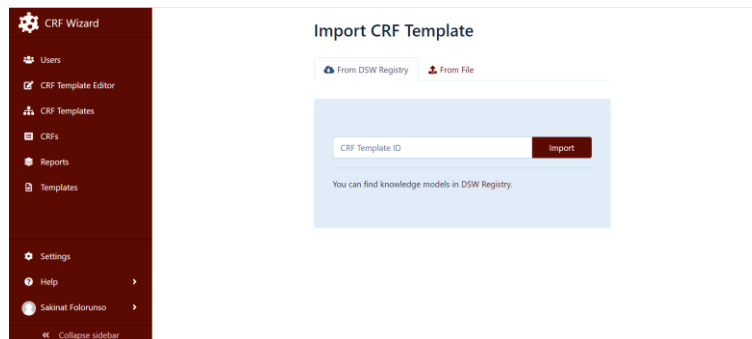 CRF Wizard
Users
CRF Template Editor
CRF Templates
CRFs
Reports
Templates
Settings
Help
Sakinat Folorunso
Collapse sidebar
Import CRF Template
From DSW Registry
From File
CRF Template ID
Import
You can find knowledge models in DSW Registry.